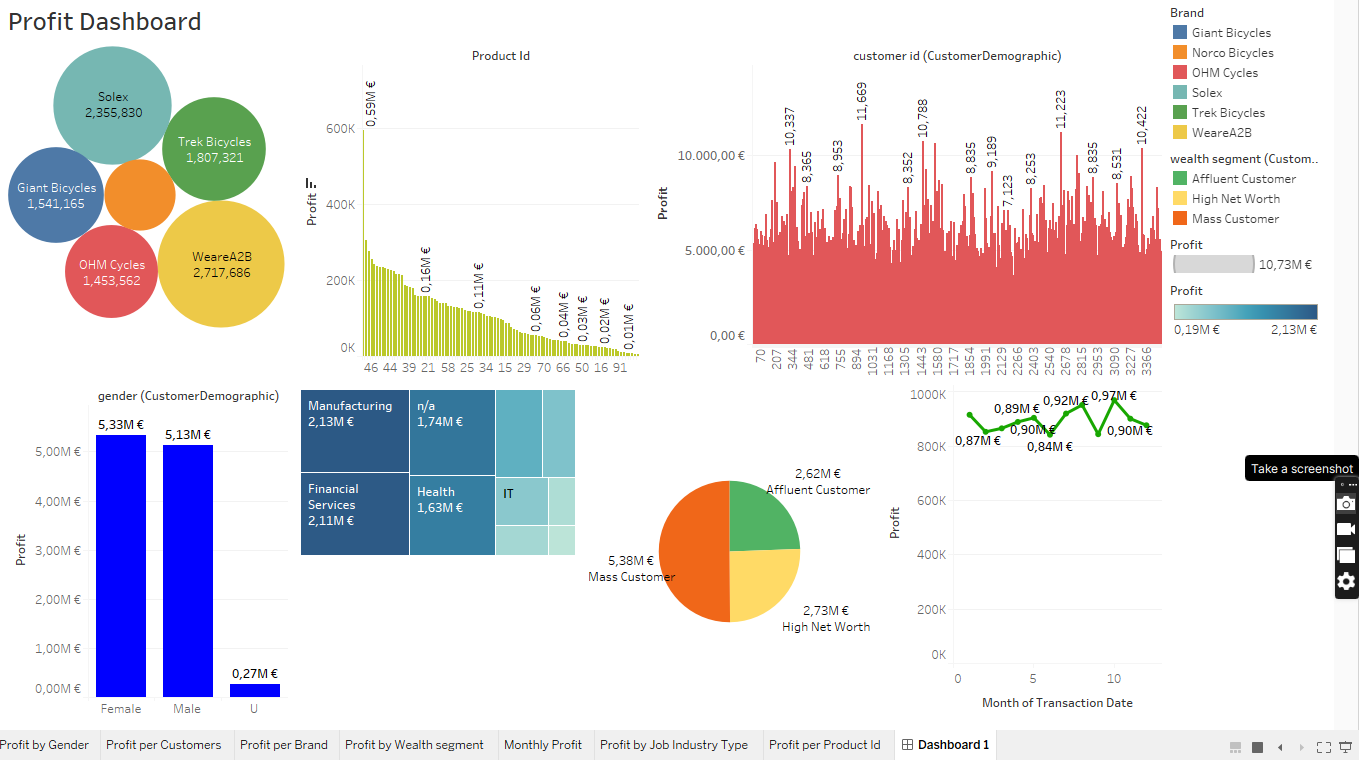 Profit Dashboard
Solex
2,355,830
Trek Bicycles
1,807,321
Giant Bicycles
1,541,165
OHM Cycles
1,453,562
WeareA2B
2,717,686
Product Id
Profit
600K
400K
200K
0K
0,59M €
0,16M €
0,11M €
0,06M €
0,04M €
0,03M €
0,02M €
0,01M €
46 44 39 21 58 25 34 15 29 70 66 50 16 91
customer id (CustomerDemographic)
Profit
10.000,00 €
5.000,00 €
0,00 €
10,337
8,365
8,953
11,669
8,352
10,788
8,835
9,189
7,123
8,253
11,223
8,835
8,531
10,422
70 207 344 481 618 755 894 1031 1168 1305 1443 1580 1717 1854 1991 2129 2266 2403 2540 2678 2815 2953 3090 3227 3366
Brand
Giant Bicycles
Norco Bicycles
OHM Cycles
Solex
Trek Bicycles
WeareA2B
wealth segment (Custom..
Affluent Customer
High Net Worth
Mass Customer
Profit
10,73M €
Profit
0,19M € 2,13M €
gender (CustomerDemographic)
Profit
5,00M €
4,00M €
3,00M €
2,00M €
1,00M €
0,00M €
5,33M €
5,13M €
0,27M €
Female Male U
Manufacturing
2,13M €
n/a
1,74M €
Financial
Services
2,11M €
Health
1,63M €
IT
2,62M €
Affluent Customer
5,38M €
Mass Customer
2,73M €
High Net Worth
Profit
1000K
800K
600K
400K
200K
0K
0,87M €
0,89M €
0,90M €
0,84M €
0,92M €
0,97M €
0,90M €
0 5 10
Month of Transaction Date
Take a screenshot
Profit by Gender Profit per Customers Profit per Brand Profit by Wealth segment Monthly Profit Profit by Job Industry Type Profit per Product Id Dashboard 1